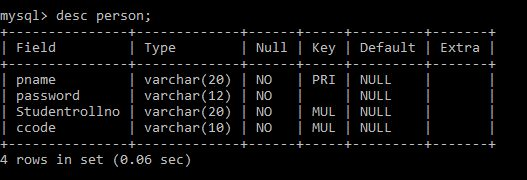 mysql> desc person;
+--------------+-------------+------+-----+---------+-------+
| Field        | Type        | Null | Key | Default | Extra |
+--------------+-------------+------+-----+---------+-------+
| pname        | varchar(20) | NO   | PRI | NULL    |       |
| password     | varchar(12) | NO   |     | NULL    |       |
| Studentrollno | varchar(20) | NO   | MUL | NULL    |       |
| ccode        | varchar(10) | NO   | MUL | NULL    |       |
+--------------+-------------+------+-----+---------+-------+
4 rows in set (0.06 sec)